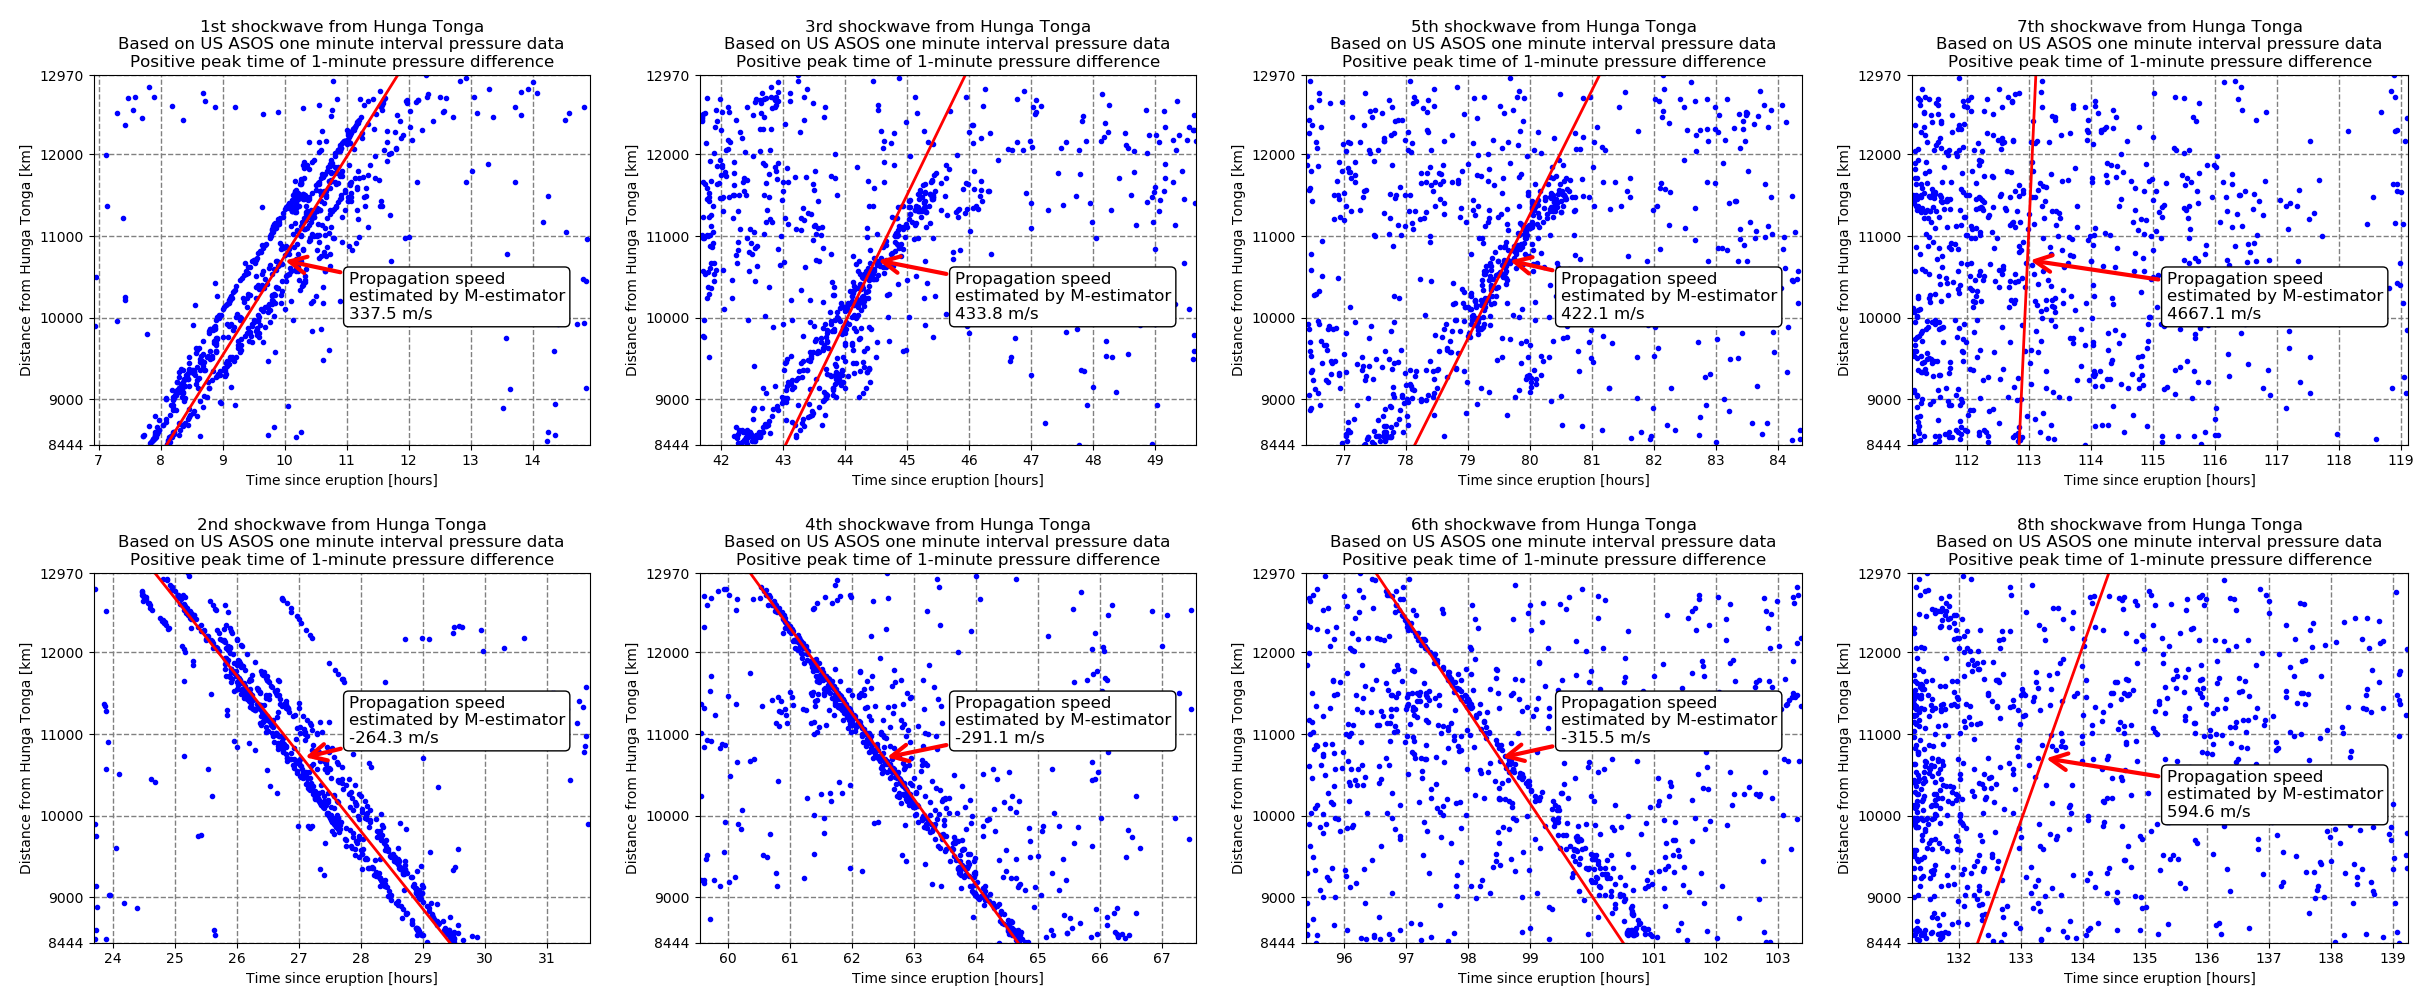 1st shockwave from Hunga Tonga
Based on US ASOS one minute interval pressure data
Positive peak time of 1-minute pressure difference
12970
12000
11000
10000
9000
8444
Distance from Hunga Tonga [km]
Propagation speed
estimated by M-estimator
337.5 m/s
7 8 9 10 11 12 13 14
Time since eruption [hours]
3rd shockwave from Hunga Tonga
Based on US ASOS one minute interval pressure data
Positive peak time of 1-minute pressure difference
12970
12000
11000
10000
9000
8444
Distance from Hunga Tonga [km]
Propagation speed
estimated by M-estimator
433.8 m/s
42 43 44 45 46 47 48 49
Time since eruption [hours]
5th shockwave from Hunga Tonga
Based on US ASOS one minute interval pressure data
Positive peak time of 1-minute pressure difference
12970
12000
11000
10000
9000
8444
Distance from Hunga Tonga [km]
Propagation speed
estimated by M-estimator
422.1 m/s
77 78 79 80 81 82 83 84
Time since eruption [hours]
7th shockwave from Hunga Tonga
Based on US ASOS one minute interval pressure data
Positive peak time of 1-minute pressure difference
12970
12000
11000
10000
9000
8444
Distance from Hunga Tonga [km]
Propagation speed
estimated by M-estimator
4667.1 m/s
112 113 114 115 116 117 118 119
Time since eruption [hours]
2nd shockwave from Hunga Tonga
Based on US ASOS one minute interval pressure data
Positive peak time of 1-minute pressure difference
12970
12000
11000
10000
9000
8444
Distance from Hunga Tonga [km]
Propagation speed
estimated by M-estimator
-264.3 m/s
24 25 26 27 28 29 30 31
Time since eruption [hours]
4th shockwave from Hunga Tonga
Based on US ASOS one minute interval pressure data
Positive peak time of 1-minute pressure difference
12970
12000
11000
10000
9000
8444
Distance from Hunga Tonga [km]
Propagation speed
estimated by M-estimator
-291.1 m/s
60 61 62 63 64 65 66 67
Time since eruption [hours]
6th shockwave from Hunga Tonga
Based on US ASOS one minute interval pressure data
Positive peak time of 1-minute pressure difference
12970
12000
11000
10000
9000
8444
Distance from Hunga Tonga [km]
Propagation speed
estimated by M-estimator
-315.5 m/s
96 97 98 99 100 101 102 103
Time since eruption [hours]
8th shockwave from Hunga Tonga
Based on US ASOS one minute interval pressure data
Positive peak time of 1-minute pressure difference
12970
12000
11000
10000
9000
8444
Distance from Hunga Tonga [km]
Propagation speed
estimated by M-estimator
594.6 m/s
132 133 134 135 136 137 138 139
Time since eruption [hours]